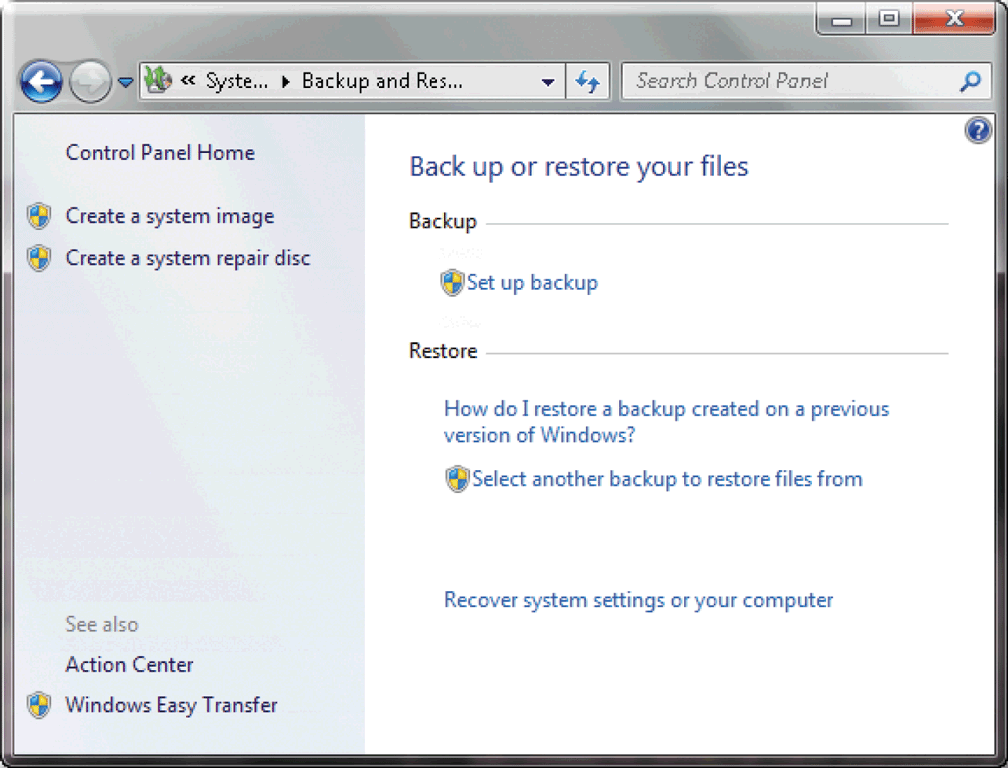 « Syste... ▸ Backup and Res...
Search Control Panel
Control Panel Home
Create a system image
Create a system repair disc
Back up or restore your files
Backup
Set up backup
Restore
How do I restore a backup created on a previous
version of Windows?
Select another backup to restore files from
Recover system settings or your computer
See also
Action Center
Windows Easy Transfer